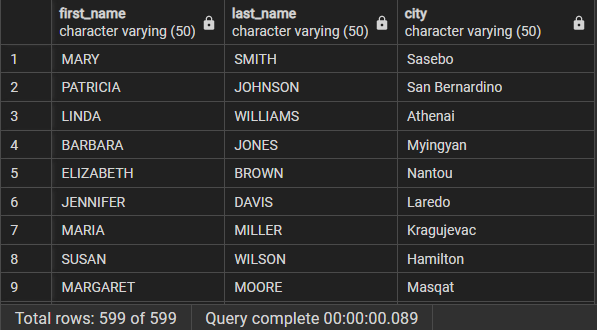 first_name last_name city
character varying (50) character varying (50) character varying (50)
1 MARY SMITH Sasebo
2 PATRICIA JOHNSON San Bernardino
3 LINDA WILLIAMS Athenai
4 BARBARA JONES Myingyan
5 ELIZABETH BROWN Nantou
6 JENNIFER DAVIS Laredo
7 MARIA MILLER Kragujevac
8 SUSAN WILSON Hamilton
9 MARGARET MOORE Masqat
Total rows: 599 of 599 Query complete 00:00:00.089